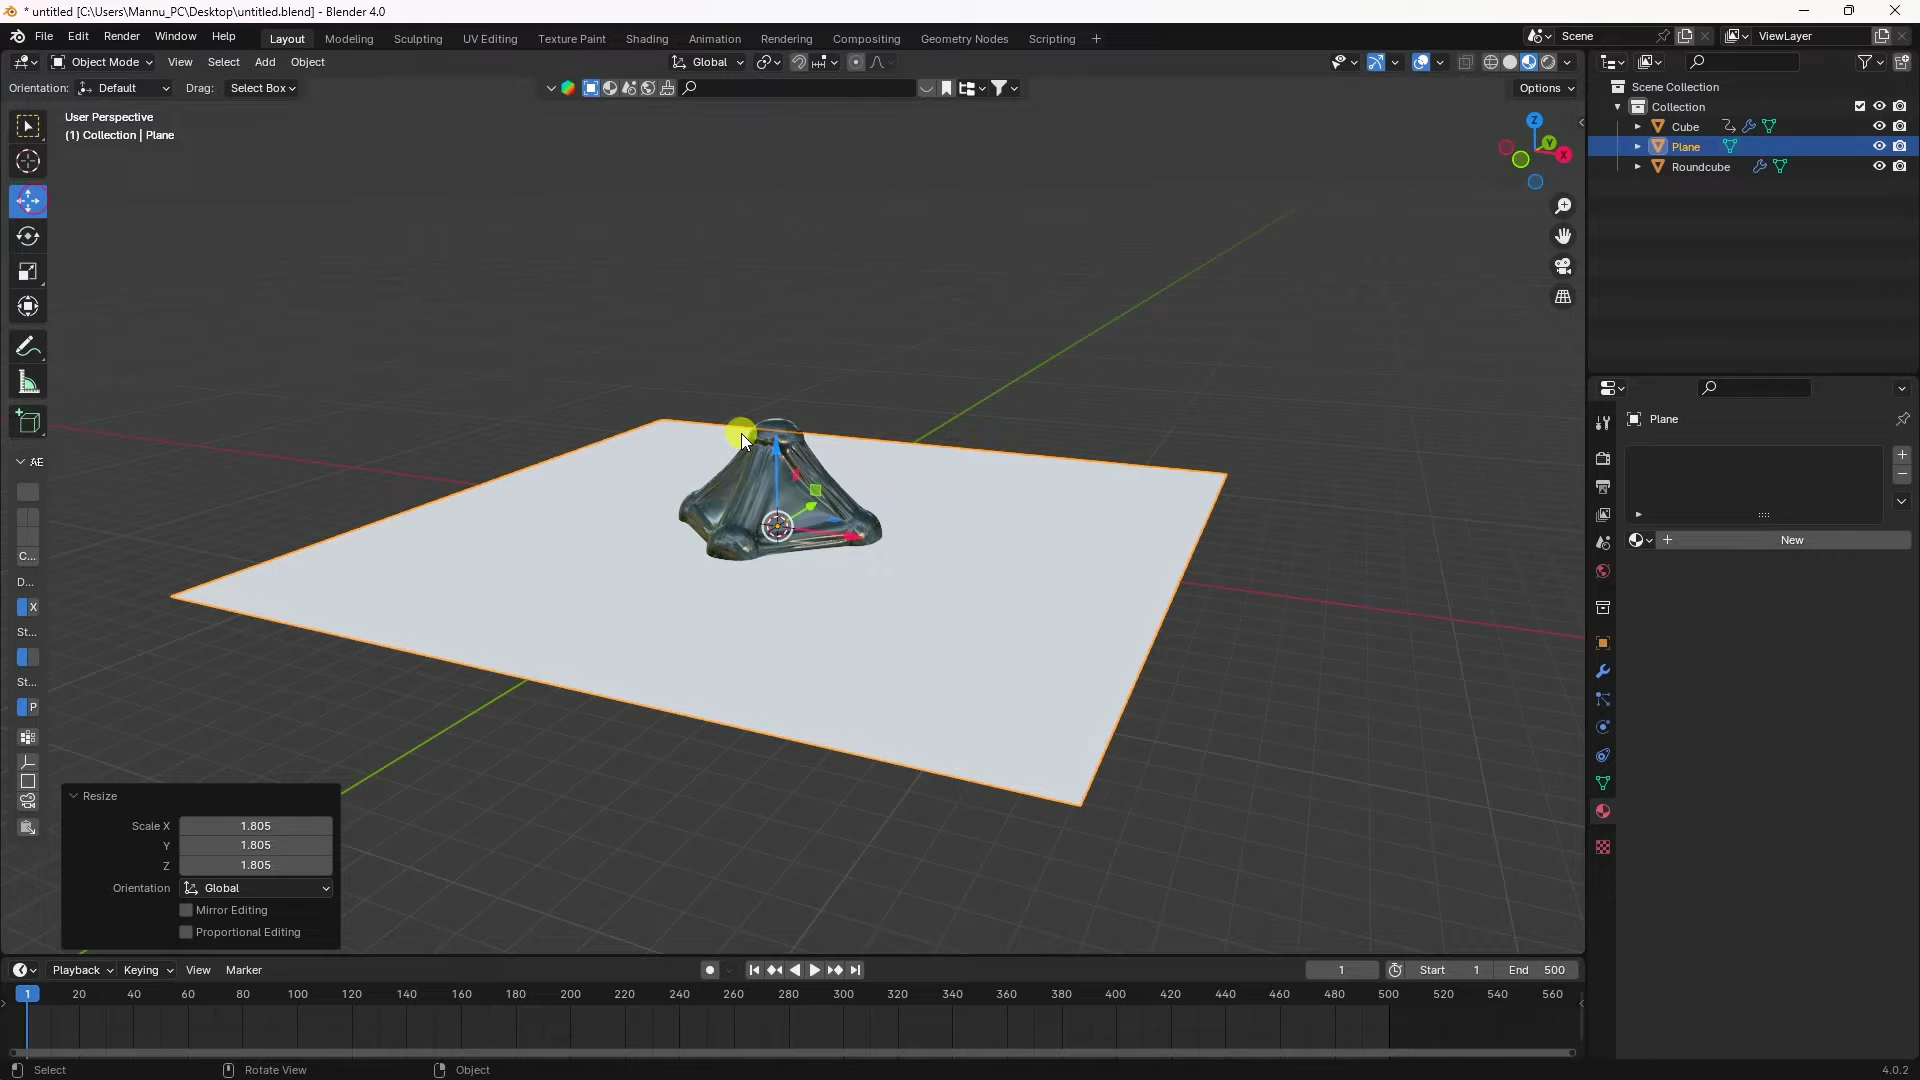 * untitled [C:\Users\Mannu_PC\Desktop\untitled.blend] - Blender 4.0
File Edit Render Window Help
Layout Modeling Sculpting UV Editing Texture Paint Shading Animation Rendering Compositing Geometry Nodes Scripting +
Scene
ViewLayer
Object Mode View Select Add Object
Global
Orientation: Default Drag: Select Box
Options
User Perspective
(1) Collection | Plane
Z
Y
X
Scene Collection
Collection
Cube
Plane
Roundcube
Plane
New
AE
C...
D...
X
St...
St...
P
Resize
Scale X 1.805
Y 1.805
Z 1.805
Orientation Global
Mirror Editing
Proportional Editing
Playback Keying View Marker
1
Start 1 End 500
1 20 40 60 80 100 120 140 160 180 200 220 240 260 280 300 320 340 360 380 400 420 440 460 480 500 520 540 560
Select Rotate View Object
4.0.2